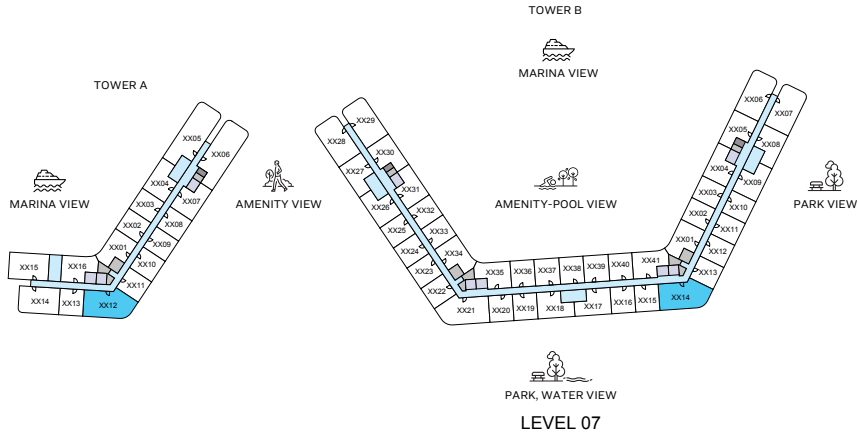 TOWER B
MARINA VIEW
TOWER A
MARINA VIEW
AMENITY VIEW
AMENITY-POOL VIEW
PARK VIEW
PARK, WATER VIEW
LEVEL 07
XX05
XX06
XX04
XX07
XX03
XX08
XX02
XX09
XX01
XX10
XX16
XX15
XX11
XX14
XX13
XX12
XX29
XX28
XX30
XX27
XX31
XX26
XX32
XX25
XX33
XX24
XX34
XX23
XX22
XX35
XX36
XX37
XX38
XX39
XX40
XX41
XX21
XX20
XX19
XX18
XX17
XX16
XX15
XX14
XX06
XX07
XX05
XX08
XX04
XX09
XX03
XX10
XX02
XX11
XX01
XX12
XX13